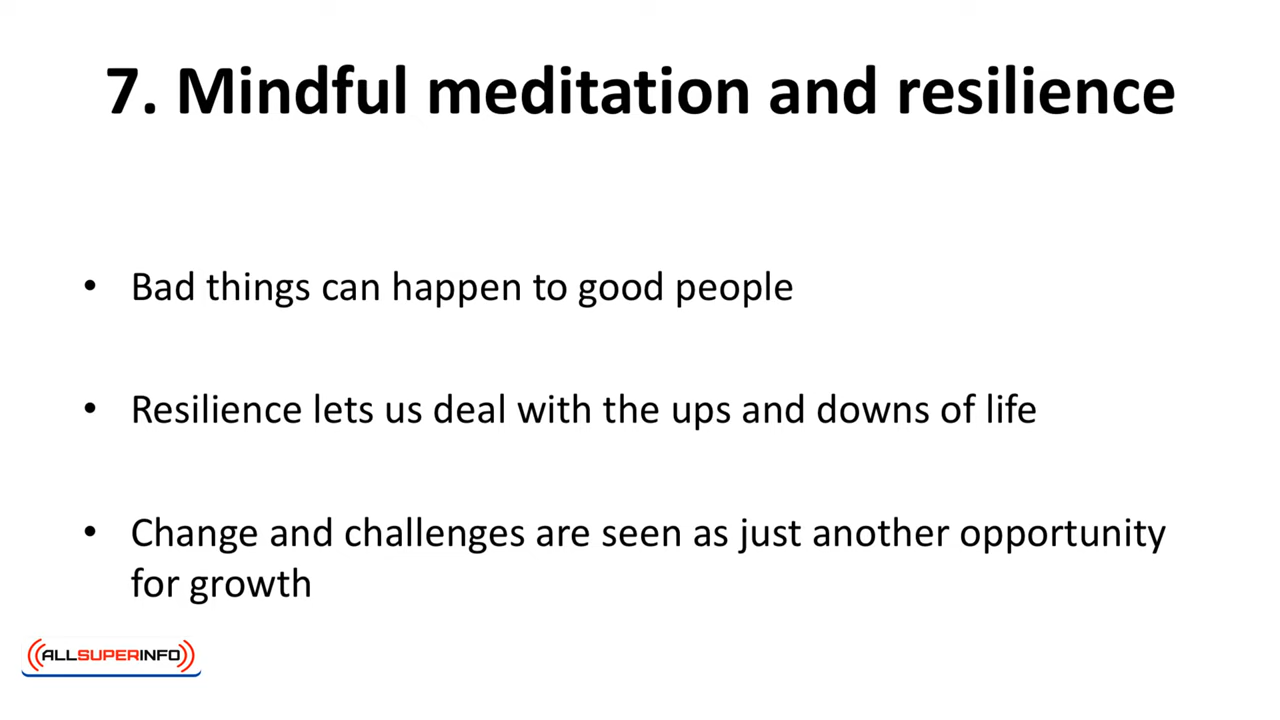 7. Mindful meditation and resilience
• Bad things can happen to good people
• Resilience lets us deal with the ups and downs of life
• Change and challenges are seen as just another opportunity
for growth
((ALLSUPERINFO))